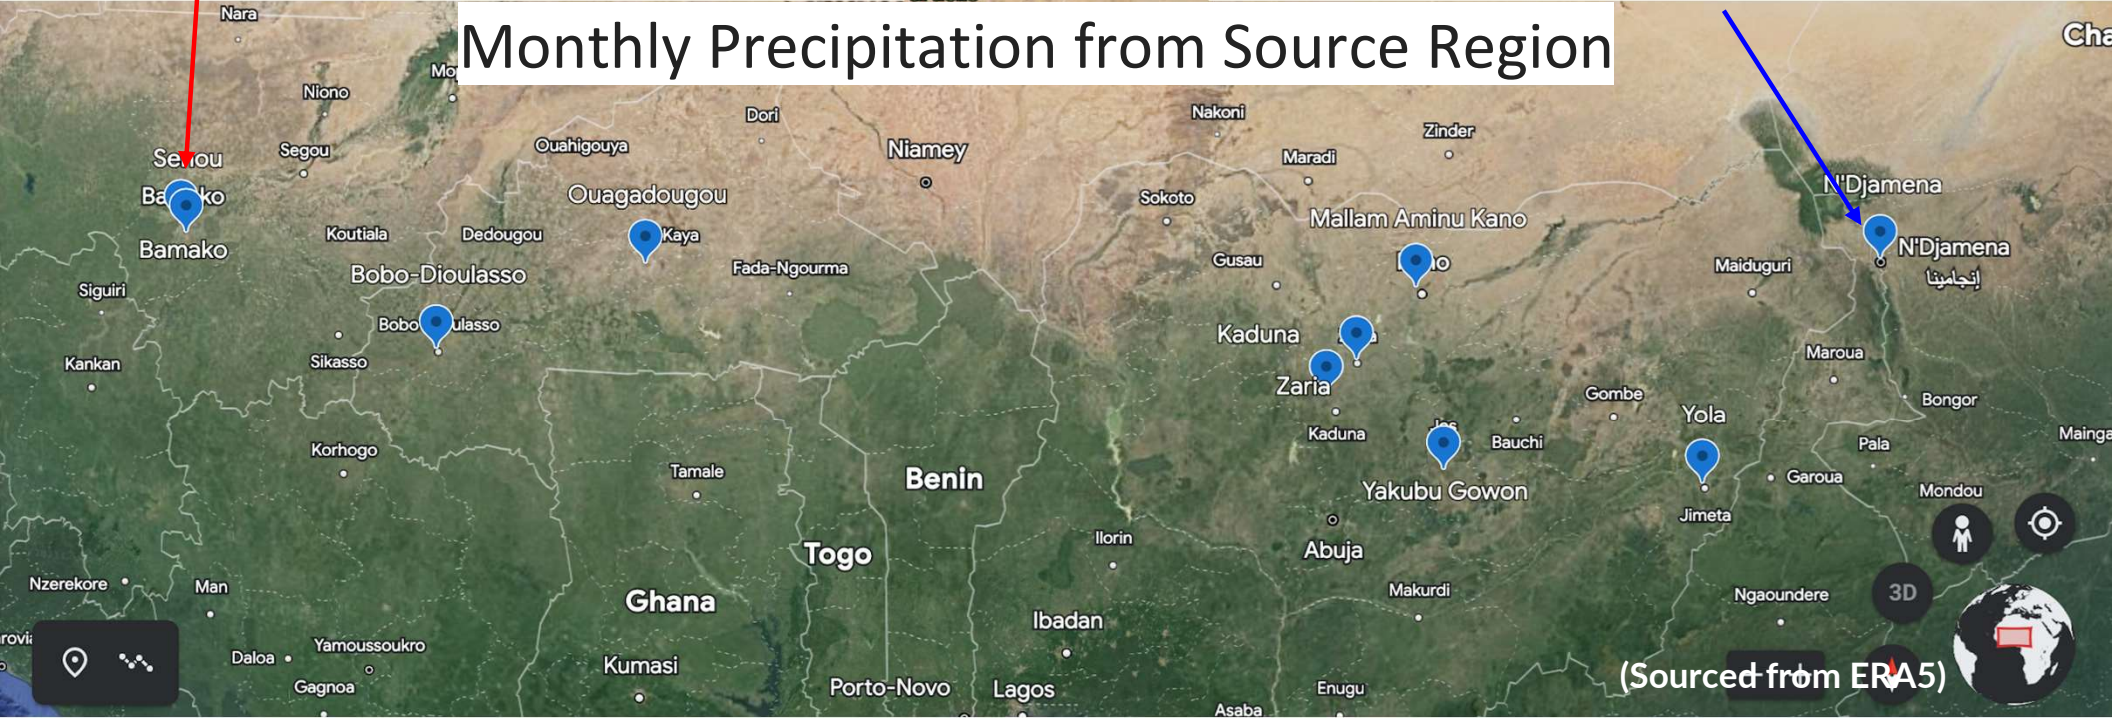 Nara
Monthly Precipitation from Source Region
Cha
Niono
Dori
Nakoni
Zinder
Segou
Ouahigouya
Niamey
Maradi
Senou
Ouagadougou
Sokoto
N'Djamena
Bamako
Koutiala
Dedougou
Kaya
Mallam Aminu Kano
N'Djamena
إنجامينا
Bobo-Dioulasso
Fada-Ngourma
Gusau
Maiduguri
Siguiri
Kaduna
Sikasso
Kankan
Maroua
Zaria
Gombe
Bongor
Yola
Kaduna
Bauchi
Pala
Mainga
Korhogo
Tamale
Benin
Yakubu Gowon
Garoua
Mondou
Jimeta
Ilorin
Abuja
Togo
Nzerekore
Man
Ghana
Makurdi
Ngaoundere
3D
Ibadan
Yamoussoukro
Daloa
Kumasi
Gagnoa
Porto-Novo
Lagos
Enugu
(Sourced from ERA5)
Asaba